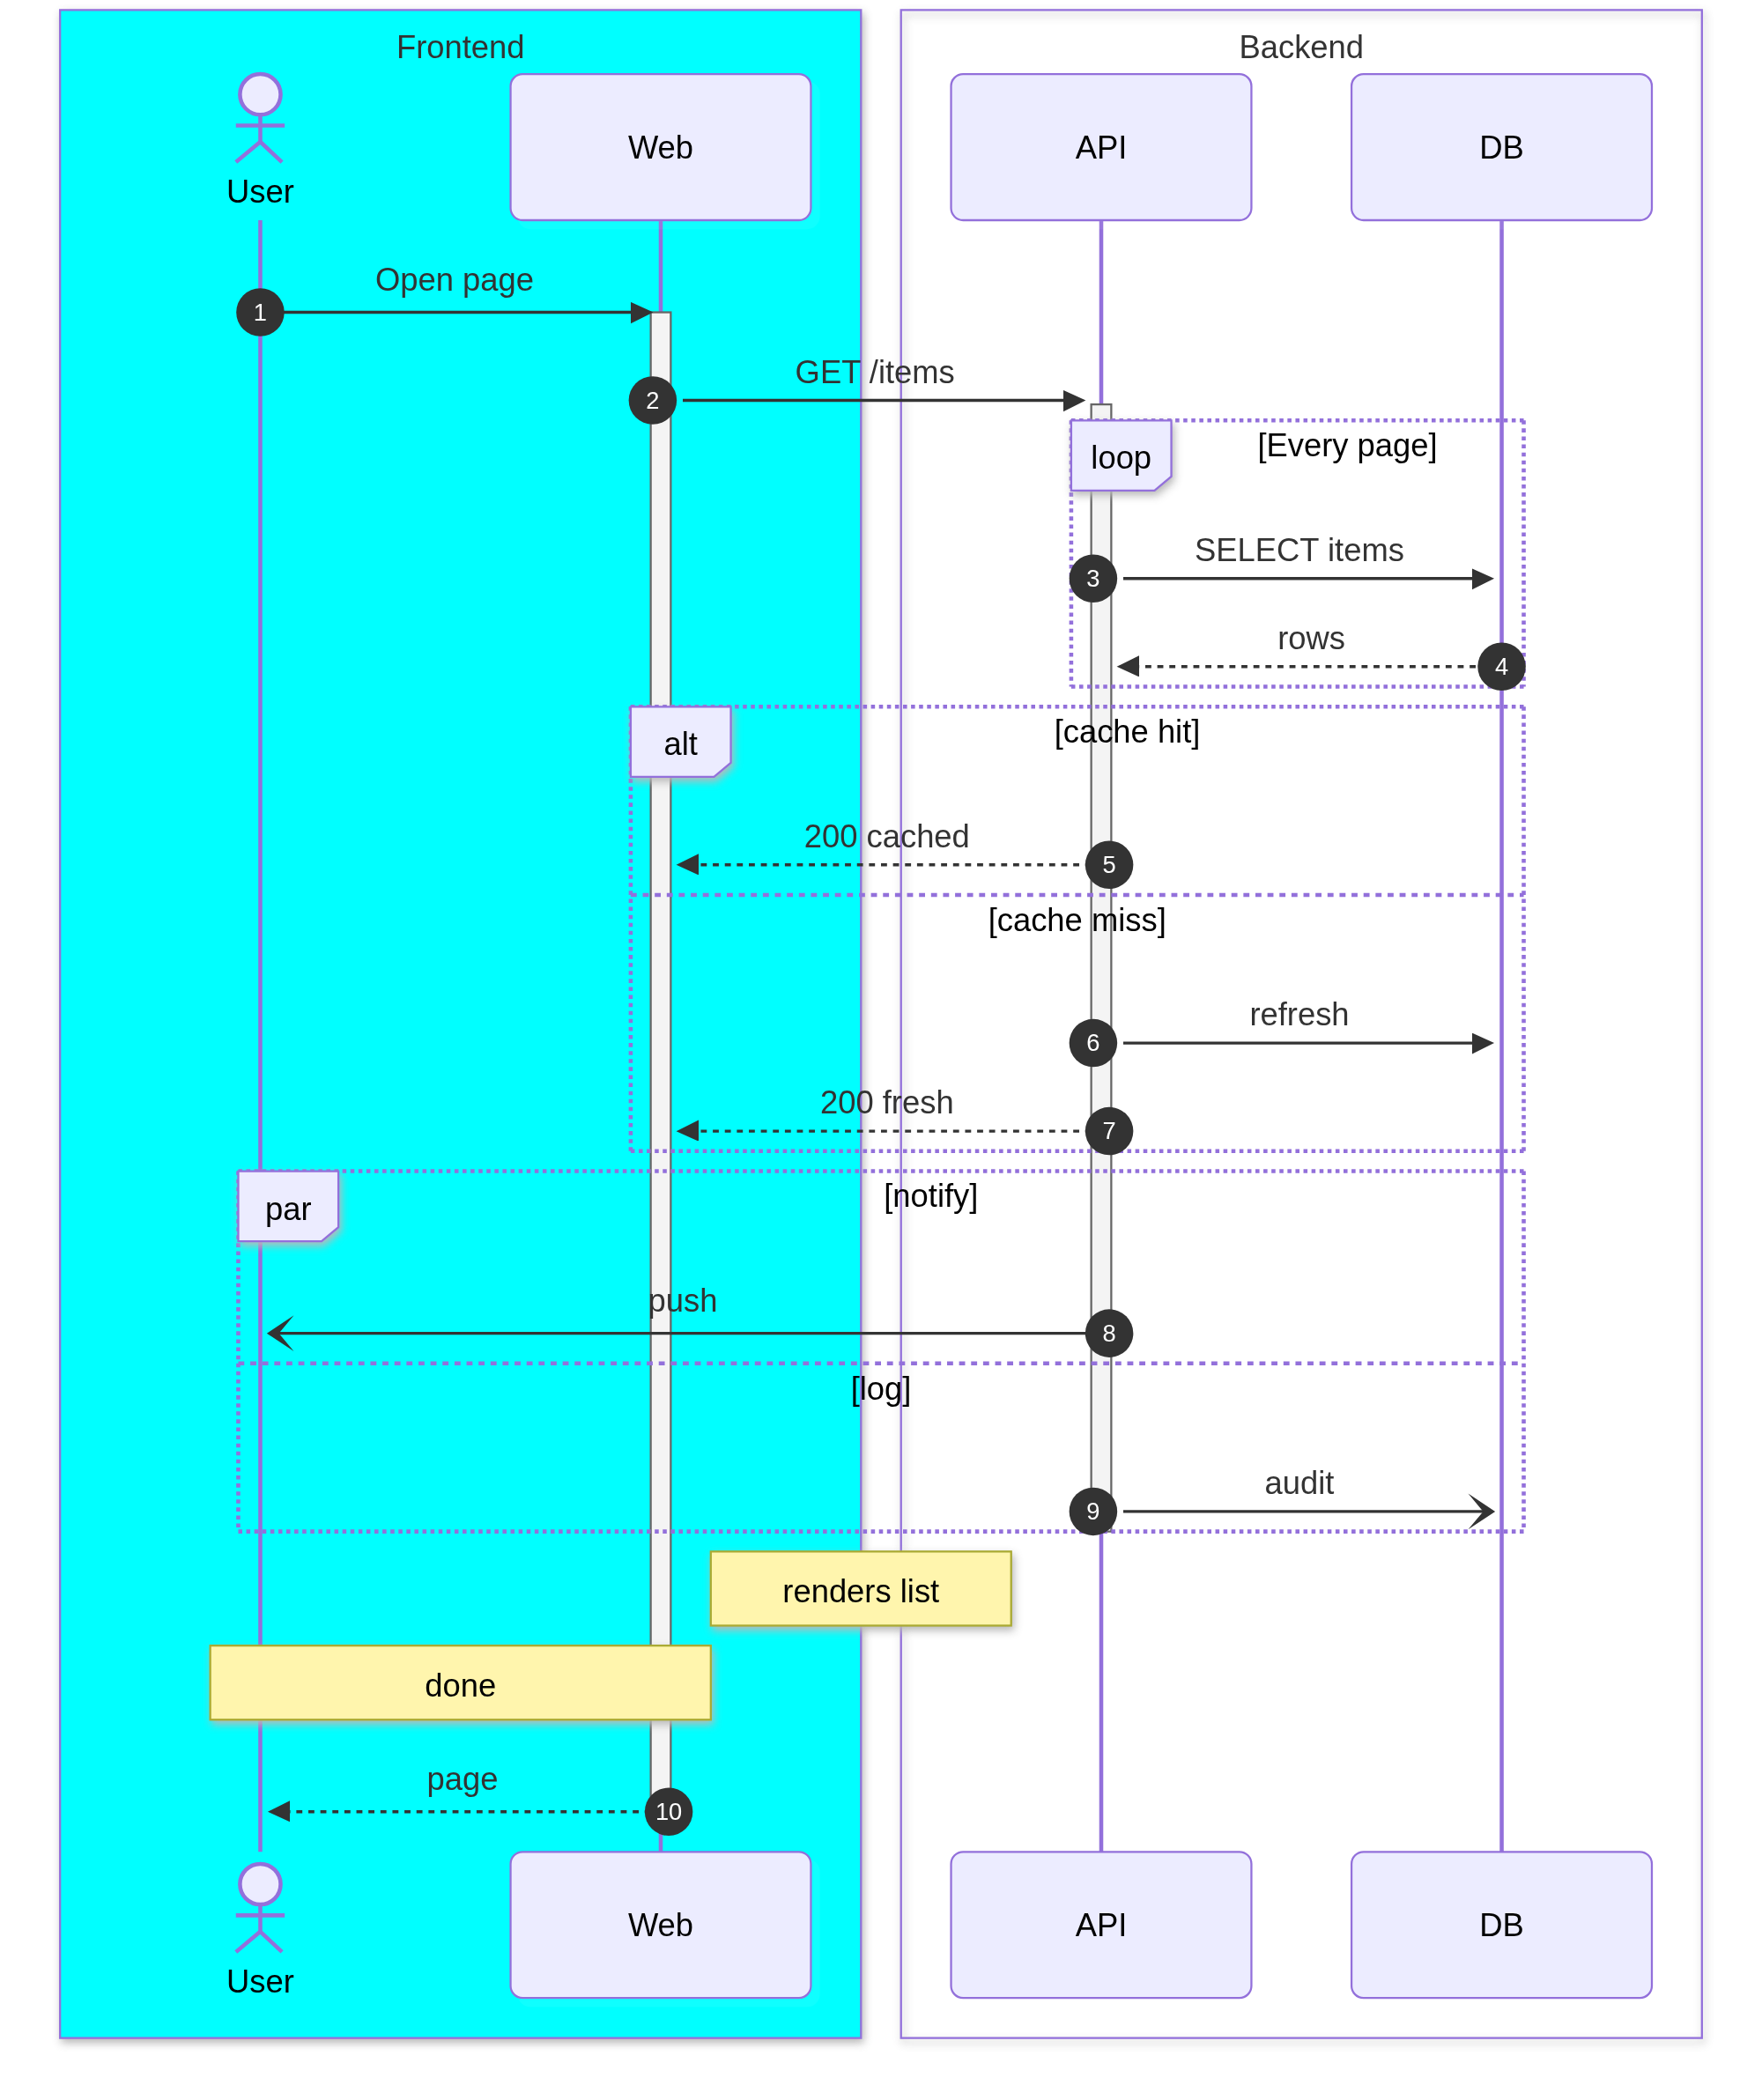 Frontend
Backend
User
Web
API
DB
Open page
1
GET /items
2
loop
[Every page]
SELECT items
3
rows
4
alt
[cache hit]
200 cached
5
[cache miss]
refresh
6
200 fresh
7
par
[notify]
push
8
[log]
audit
9
renders list
done
page
10
User
Web
API
DB